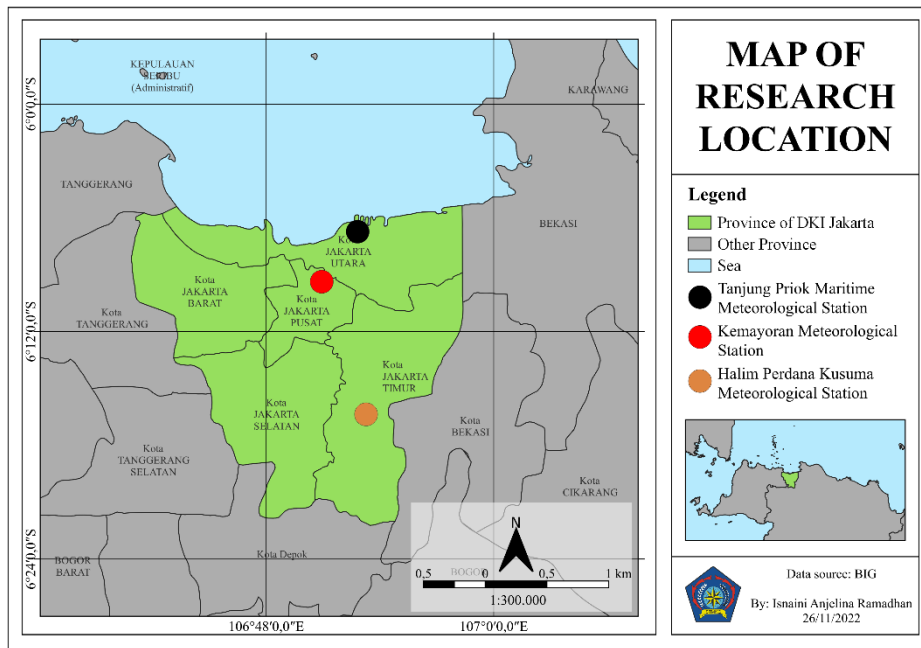 KEPULAUAN
SERIBU
(Administratif)
KARAWANG
TANGGERANG
BEKASI
Kota
JAKARTA
UTARA
Kota
JAKARTA
BARAT
Kota
JAKARTA
PUSAT
Kota
TANGGERANG
Kota
JAKARTA
TIMUR
Kota
JAKARTA
SELATAN
Kota
BEKASI
Kota
TANGGERANG
SELATAN
Kota
CIKARANG
BOGOR
BARAT
Kota Depok
BOGOR
6°0'0,0"S
6°12'0,0"S
6°24'0,0"S
106°48'0,0"E
107°0'0,0"E
N
0,5 0 0,5 1 km
1:300.000
MAP OF
RESEARCH
LOCATION
Legend
Province of DKI Jakarta
Other Province
Sea
Tanjung Priok Maritime
Meteorological Station
Kemayoran Meteorological
Station
Halim Perdana Kusuma
Meteorological Station
Data source: BIG
By: Isnaini Anjelina Ramadhan
26/11/2022